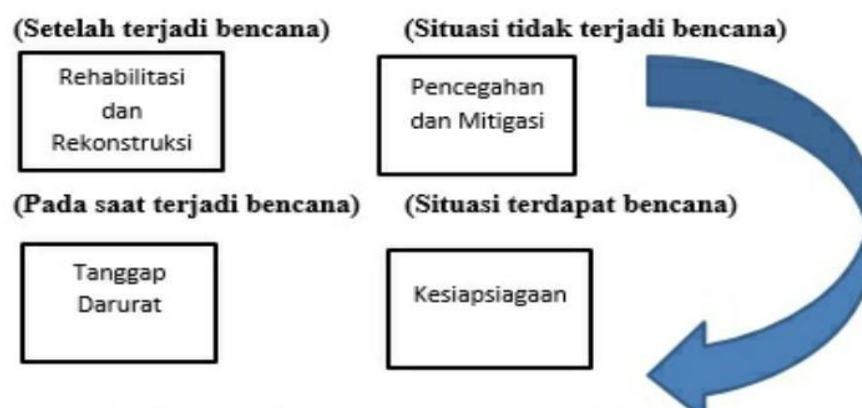 (Setelah terjadi bencana)
(Situasi tidak terjadi bencana)
Rehabilitasi
dan
Rekonstruksi
Pencegahan
dan Mitigasi
(Pada saat terjadi bencana)
(Situasi terdapat bencana)
Tanggap
Darurat
Kesiapsiagaan